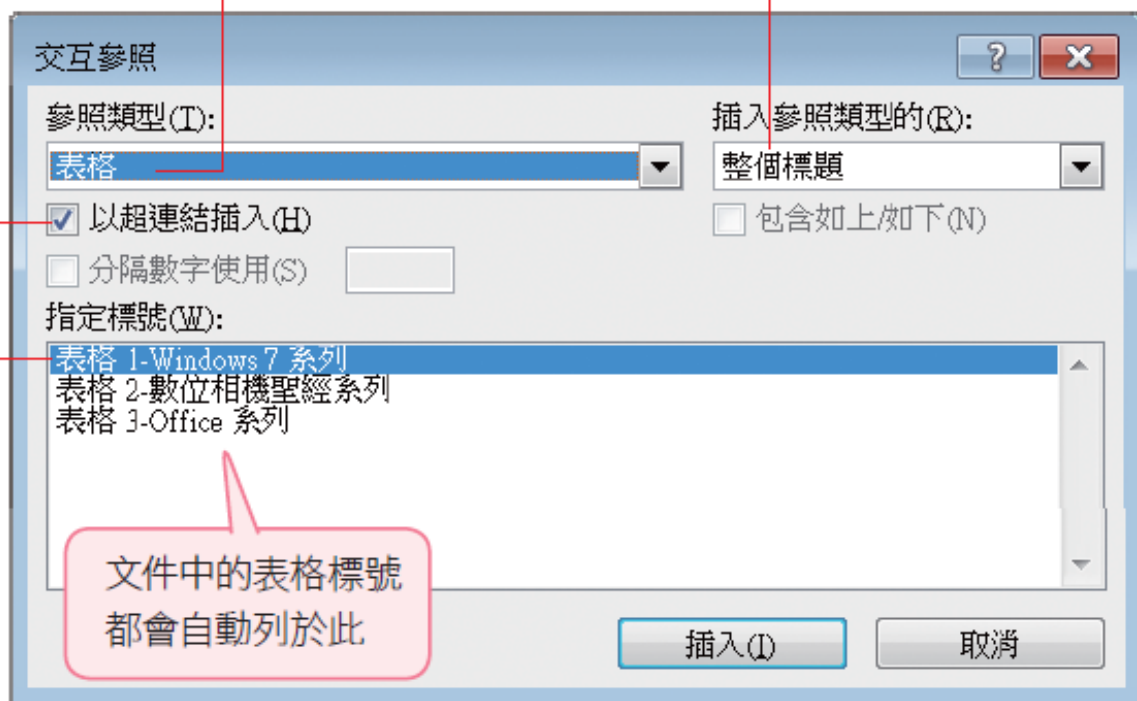 交互參照
參照類型(T):
插入參照類型的(R):
表格
整個標題
以超連結插入(H)
包含如上/如下(N)
分隔數字使用(S)
指定標號(W):
表格 1-Windows 7 系列
表格 2-數位相機聖經系列
表格 3-Office 系列
文件中的表格標號
都會自動列於此
插入(I)
取消